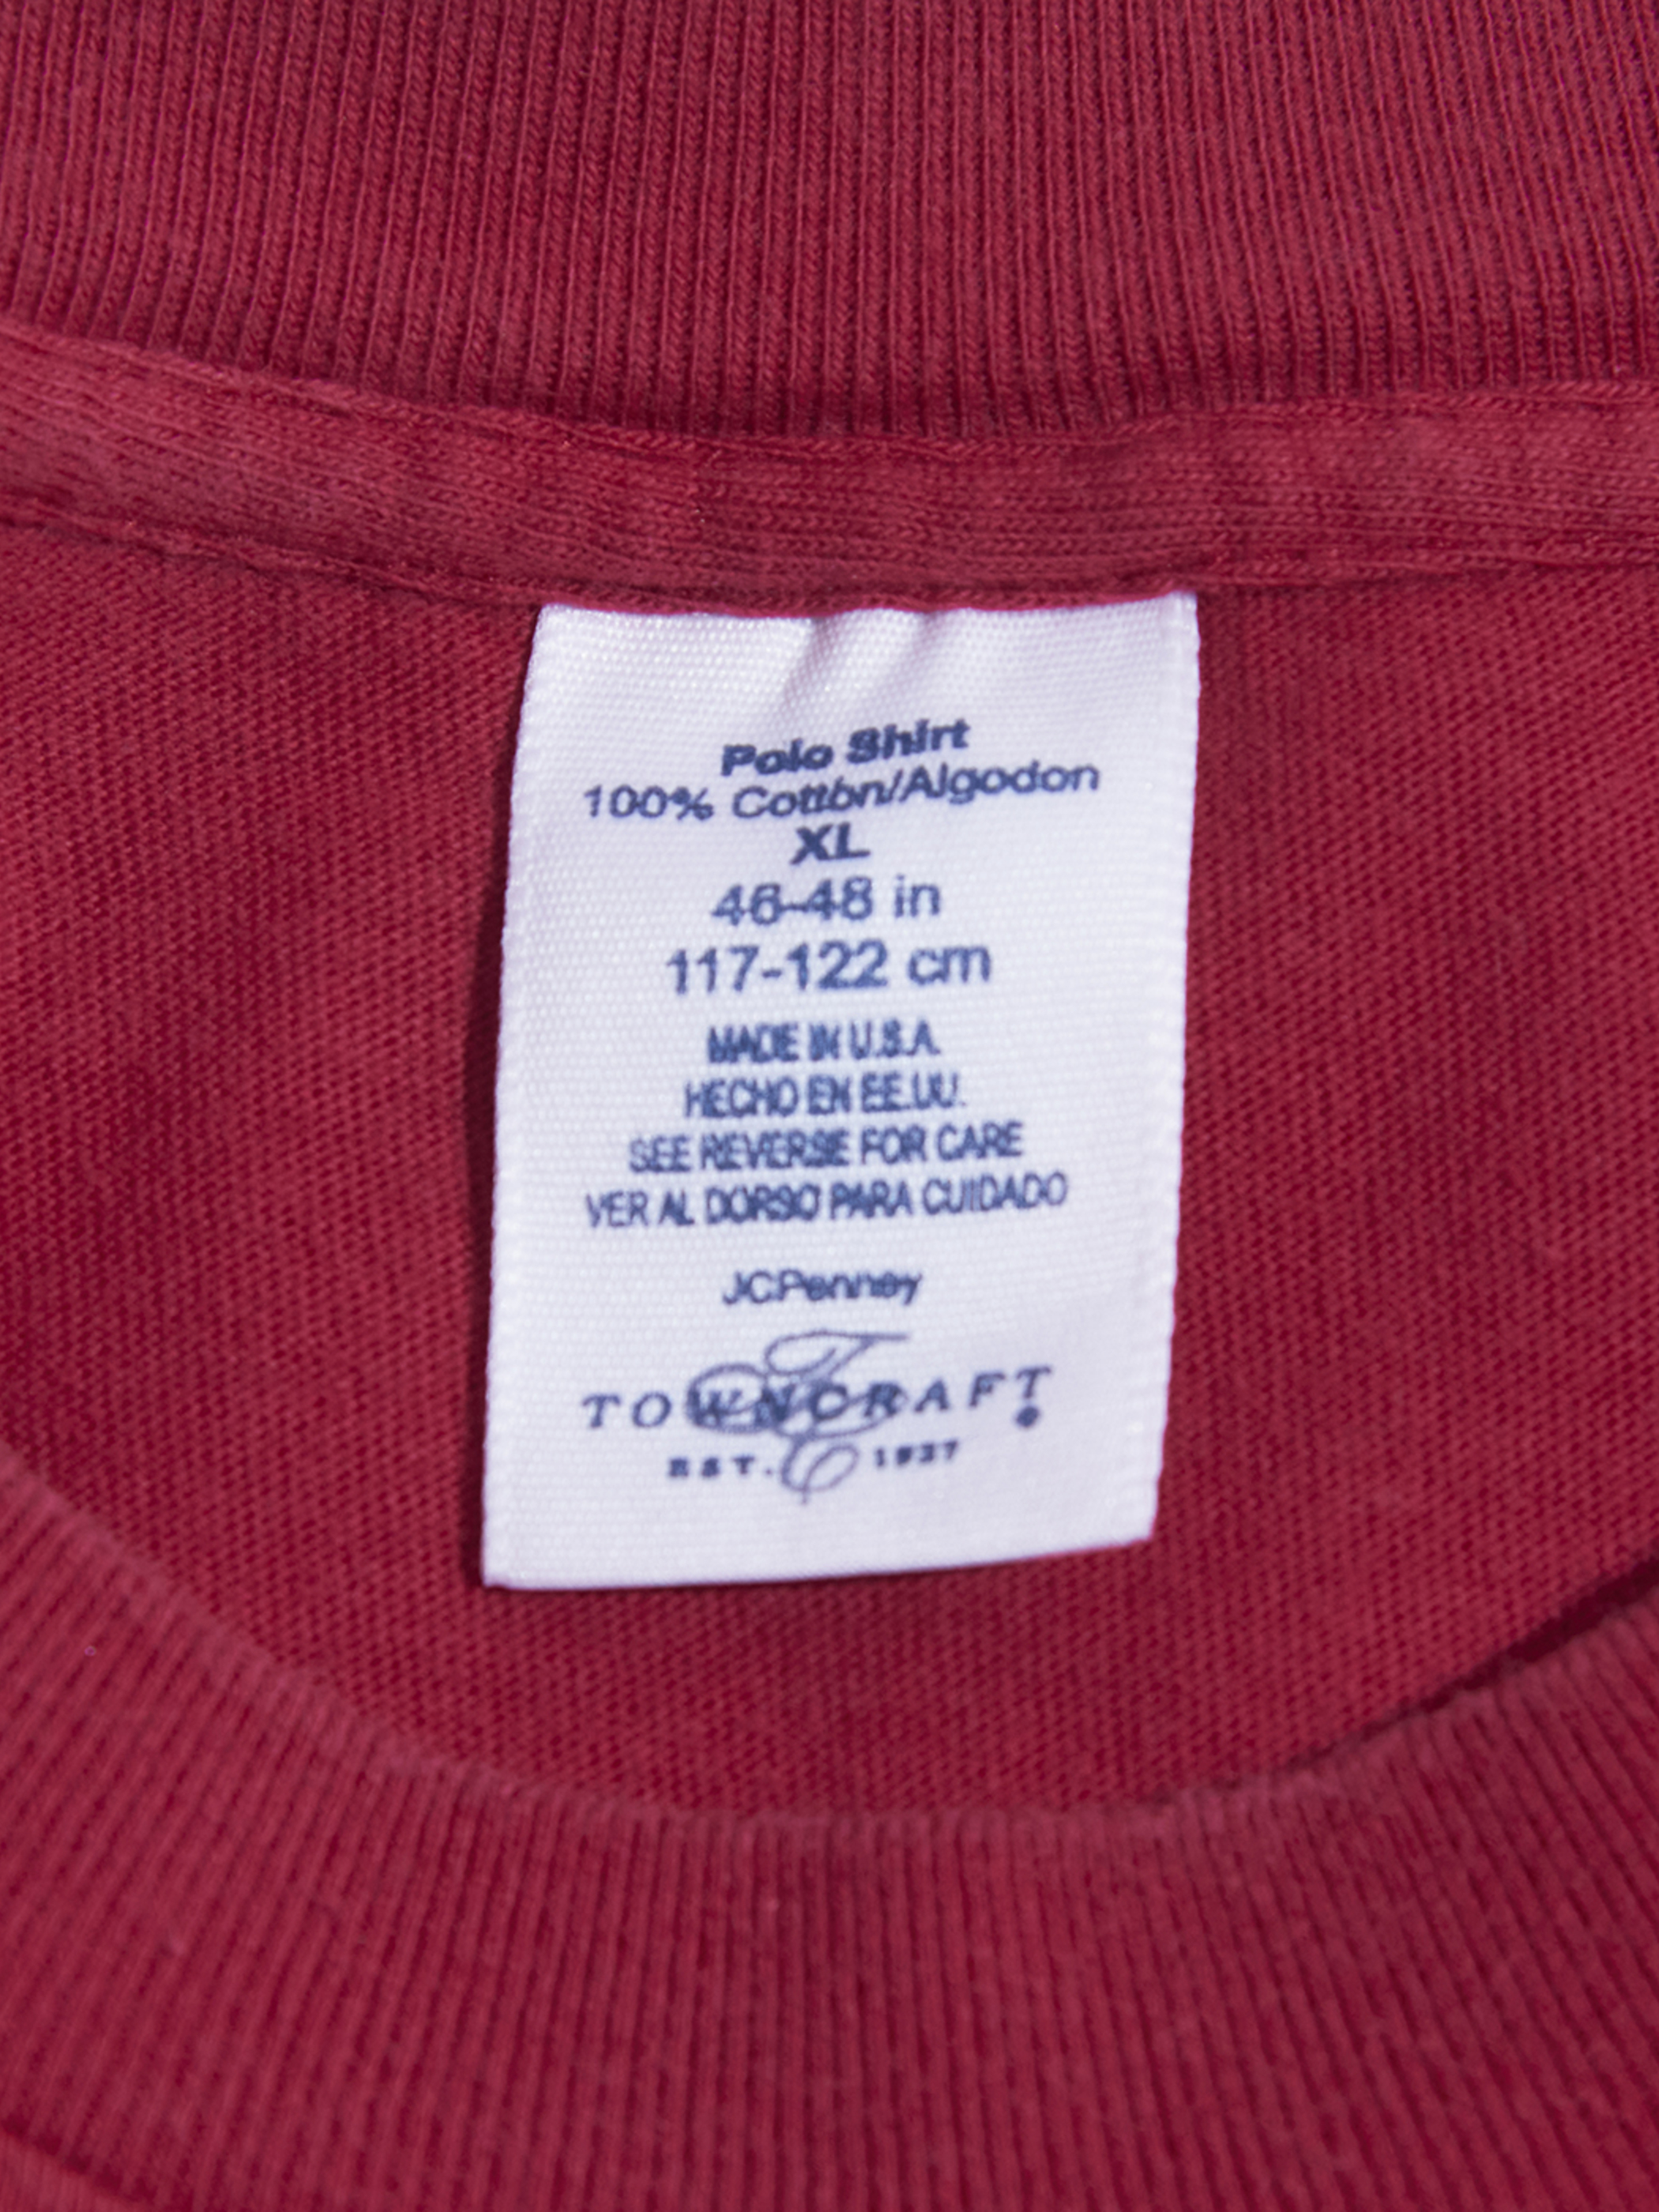 Polo Shirt
100% Cotton/Algodon
XL
46-48 in
117-122 cm
MADE IN U.S.A.
HECHO EN EE.UU.
SEE REVERSE FOR CARE
VER AL DORSO PARA CUIDADO
JCPenney
TOWNCRAFT®
EST. 1927